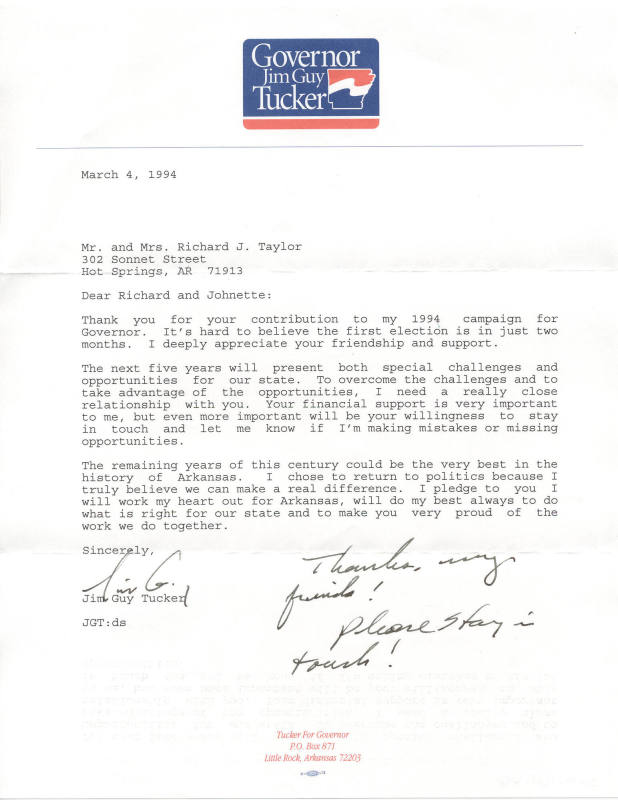 Governor
Jim Guy
Tucker
March 4, 1994
Mr. and Mrs. Richard J. Taylor
302 Sonnet Street
Hot Springs, AR 71913
Dear Richard and Johnette:
Thank you for your contribution to my 1994 campaign for
Governor. It's hard to believe the first election is in just two
months. I deeply appreciate your friendship and support.
The next five years will present both special challenges and
opportunities for our state. To overcome the challenges and to
take advantage of the opportunities, I need a really close
relationship with you. Your financial support is very important
to me, but even more important will be your willingness to stay
in touch and let me know if I'm making mistakes or missing
opportunities.
The remaining years of this century could be the very best in the
history of Arkansas. I chose to return to politics because I
truly believe we can make a real difference. I pledge to you I
will work my heart out for Arkansas, will do my best always to do
what is right for our state and to make you very proud of the
work we do together.
Sincerely,
Jim G.
Jim Guy Tucker
JGT:ds
Thanks, my
friends!
Please stay in
touch!
Tucker For Governor
P.O. Box 871
Little Rock, Arkansas 72203